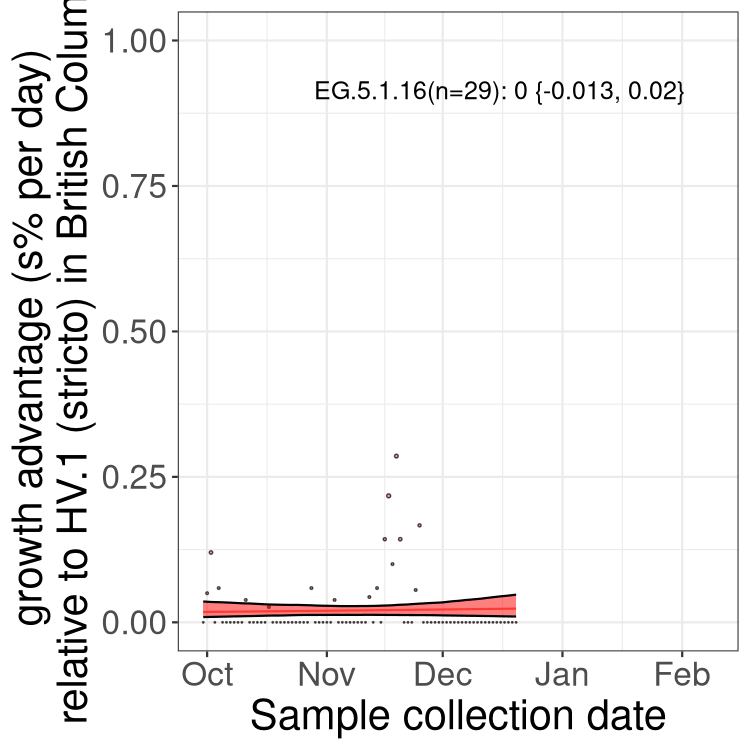 growth advantage (s% per day)
relative to HV.1 (stricto) in British Colum
1.00
0.75
0.50
0.25
0.00
EG.5.1.16(n=29): 0 {-0.013, 0.02}
Oct Nov Dec Jan Feb
Sample collection date